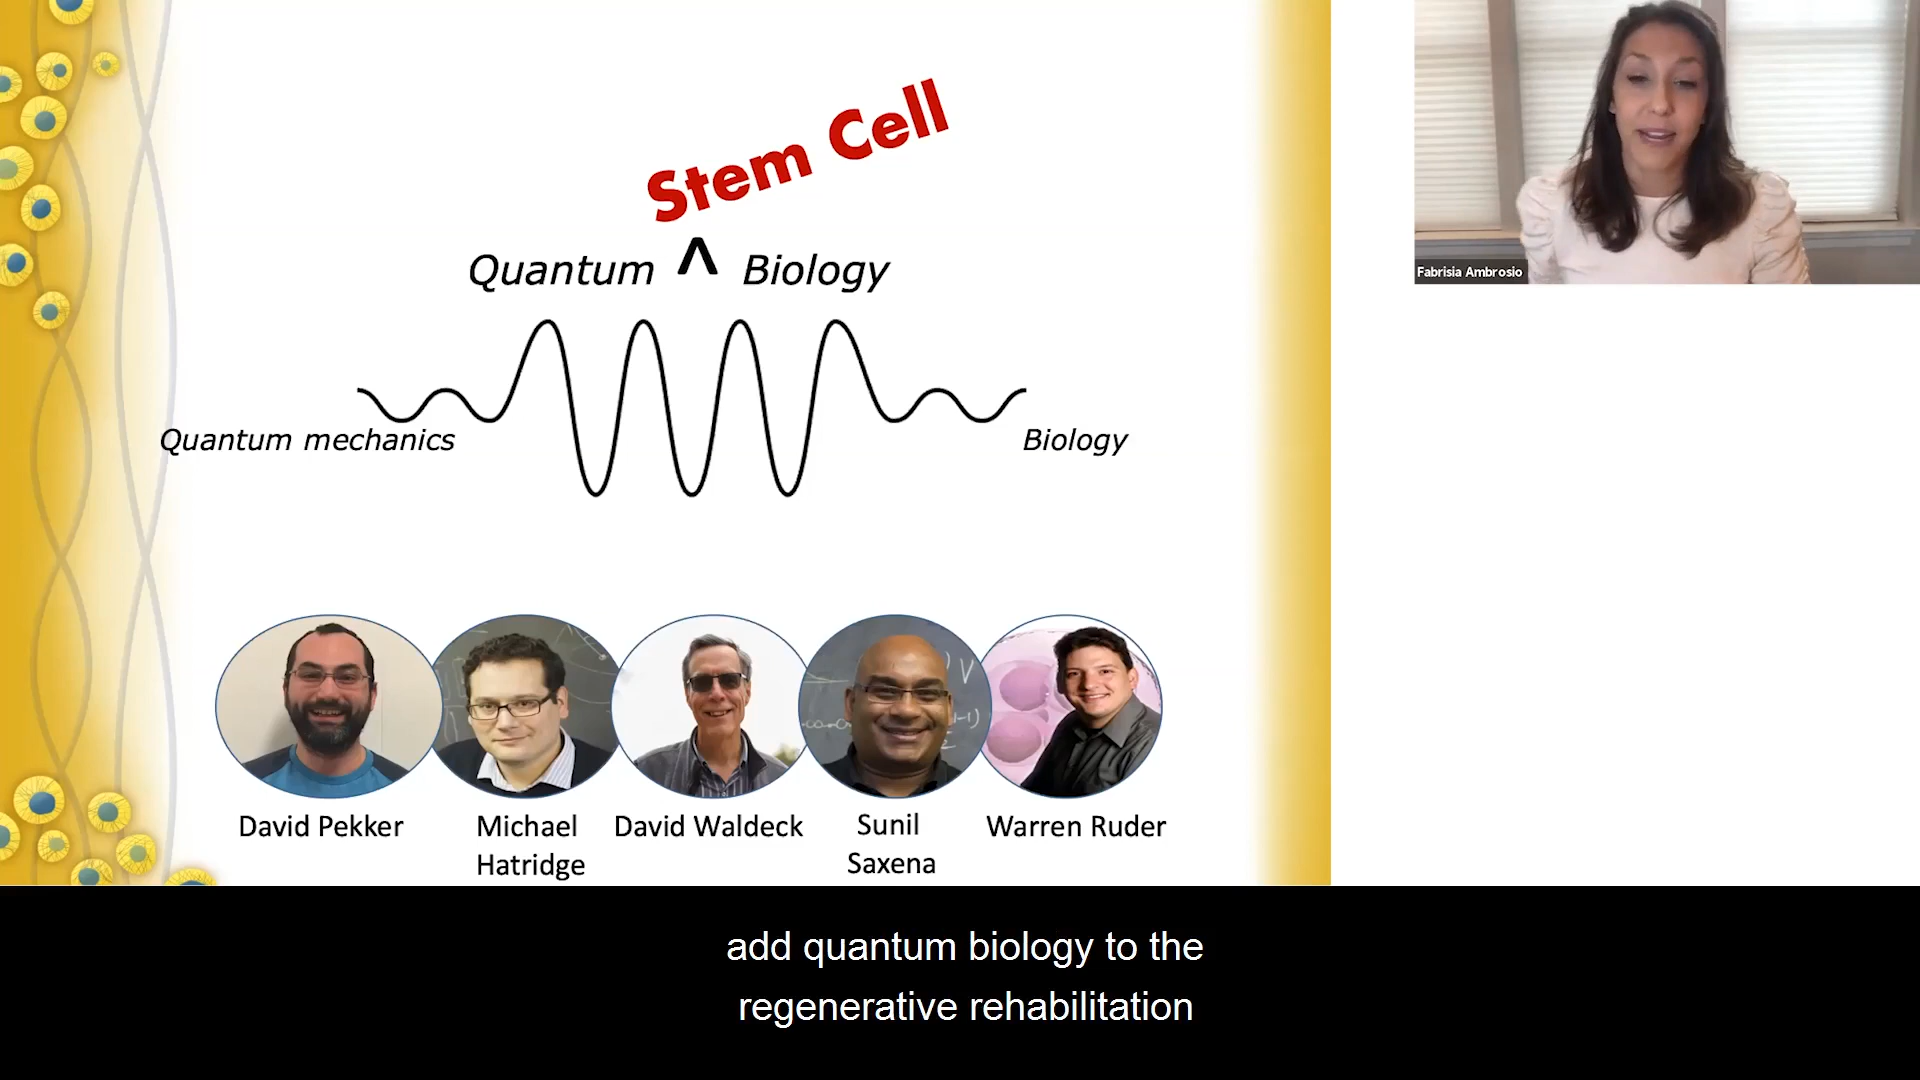 Stem Cell
Quantum ^ Biology
Quantum mechanics
Biology
David Pekker
Michael
Hatridge
David Waldeck
Sunil
Saxena
Warren Ruder
Fabrisia Ambrosio
add quantum biology to the
regenerative rehabilitation